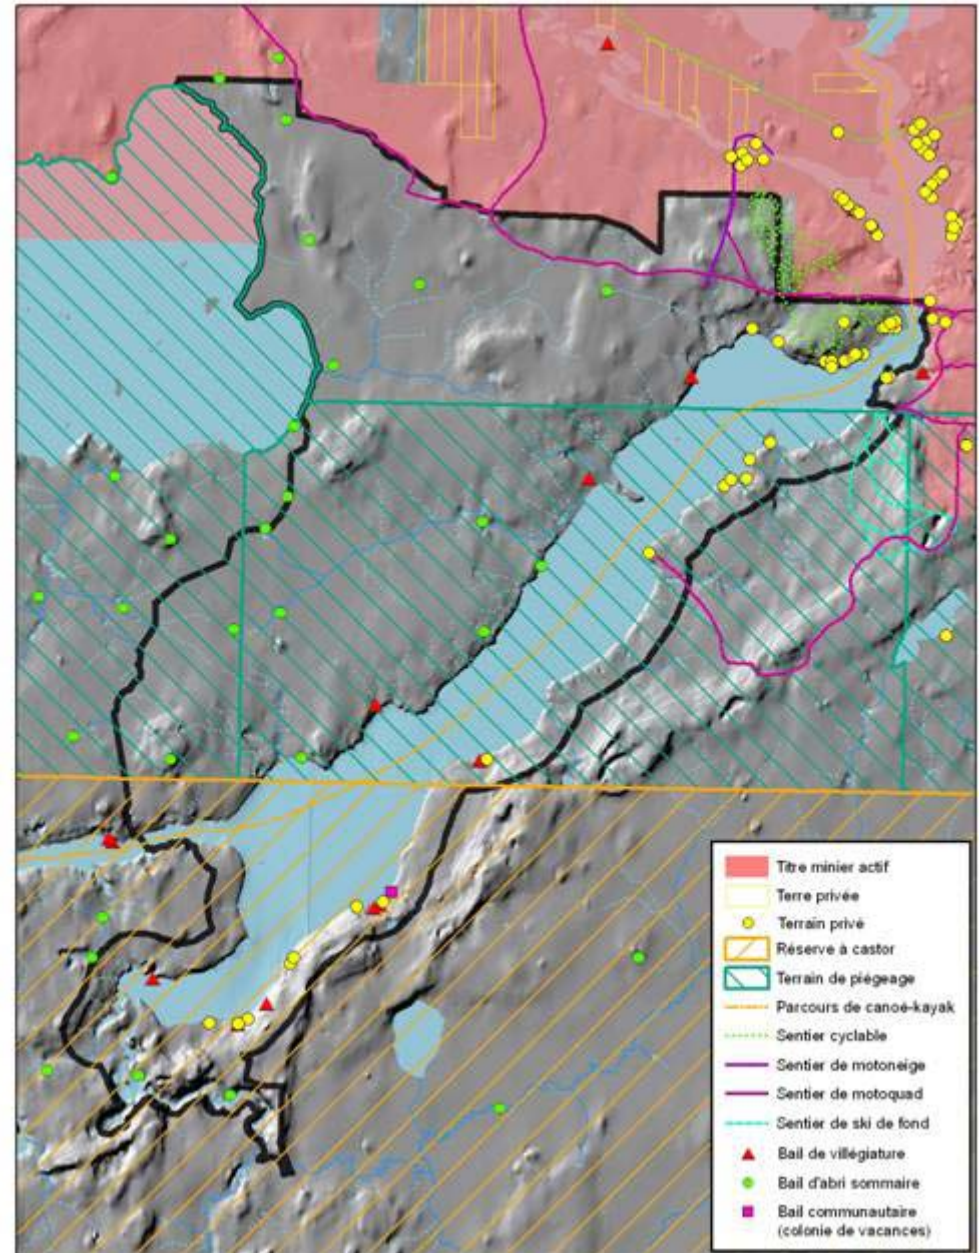 Titre minier actif
Terre privée
Terrain privé
Réserve à castor
Terrain de piégeage
Parcours de canoé-kayak
Sentier cyclable
Sentier de motoneige
Sentier de motoquad
Sentier de ski de fond
Bail de villégiature
Bail d'abri sommaire
Bail communautaire
(colonie de vacances)